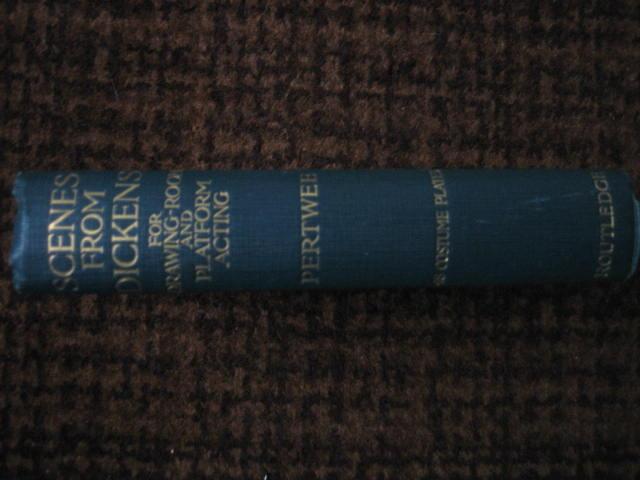 SCENES
FROM
DICKENS
FOR
DRAWING-ROOM
AND
PLATFORM
ACTING
PERTWEE
COSTUME PLATES
ROUTLEDGE